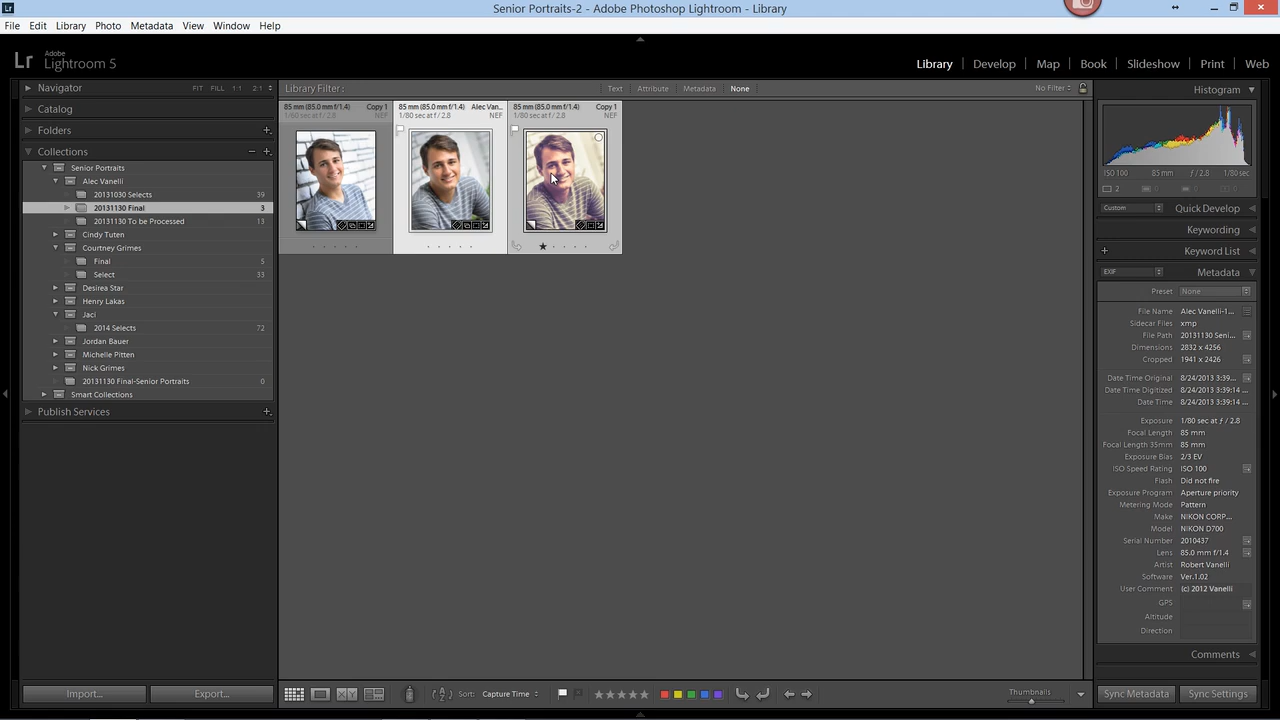 Senior Portraits-2 - Adobe Photoshop Lightroom - Library
File Edit Library Photo Metadata View Window Help
Lr Adobe Lightroom 5
Library Develop Map Book Slideshow Print Web
Navigator FIT FILL 1:1 2:1
Catalog
Folders
Collections
Senior Portraits
Alec Vanelli
20131030 Selects 39
20131130 Final 3
20131130 To be Processed 13
Cindy Tuten
Courtney Grimes
Final 5
Select 33
Desirea Star
Henry Lakas
Jaci
2014 Selects 72
Jordan Bauer
Michelle Pitten
Nick Grimes
20131130 Final-Senior Portraits 0
Smart Collections
Publish Services
Import... Export...
Library Filter : Text Attribute Metadata None No Filter
85 mm (85.0 mm f/1.4) Copy 1
1/60 sec at f / 2.8 NEF
85 mm (85.0 mm f/1.4) Alec Van...
1/80 sec at f / 2.8 NEF
85 mm (85.0 mm f/1.4) Copy 1
1/80 sec at f / 2.8 NEF
Sort: Capture Time
Thumbnails
Histogram
ISO 100 85 mm f / 2.8 1/80 sec
2
Custom Quick Develop
Keywording
Keyword List
EXIF Metadata
Preset None
File Name Alec Vanelli-1...
Sidecar Files xmp
File Path 20131130 Seni...
Dimensions 2832 x 4256
Cropped 1941 x 2426
Date Time Original 8/24/2013 3:39...
Date Time Digitized 8/24/2013 3:39:14 ...
Date Time 8/24/2013 3:39:14 ...
Exposure 1/80 sec at f / 2.8
Focal Length 85 mm
Focal Length 35mm 85 mm
Exposure Bias 2/3 EV
ISO Speed Rating ISO 100
Flash Did not fire
Exposure Program Aperture priority
Metering Mode Pattern
Make NIKON CORP...
Model NIKON D700
Serial Number 2010437
Lens 85.0 mm f/1.4
Artist Robert Vanelli
Software Ver.1.02
User Comment (c) 2012 Vanelli
GPS
Altitude
Direction
Comments
Sync Metadata Sync Settings